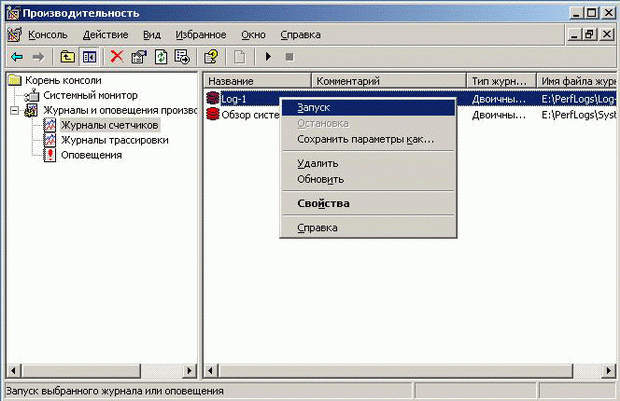 Производительность
Консоль Действие Вид Избранное Окно Справка
Корень консоли
Системный монитор
Журналы и оповещения произвс
Журналы счетчиков
Журналы трассировки
Оповещения
Название Комментарий Тип журн... Имя файла журн
Log-1 Двоичны... E:\PerfLogs\Log-
Обзор систе Двоичны... E:\PerfLogs\Syst
Запуск
Остановка
Сохранить параметры как...
Удалить
Обновить
Свойства
Справка
Запуск выбранного журнала или оповещения